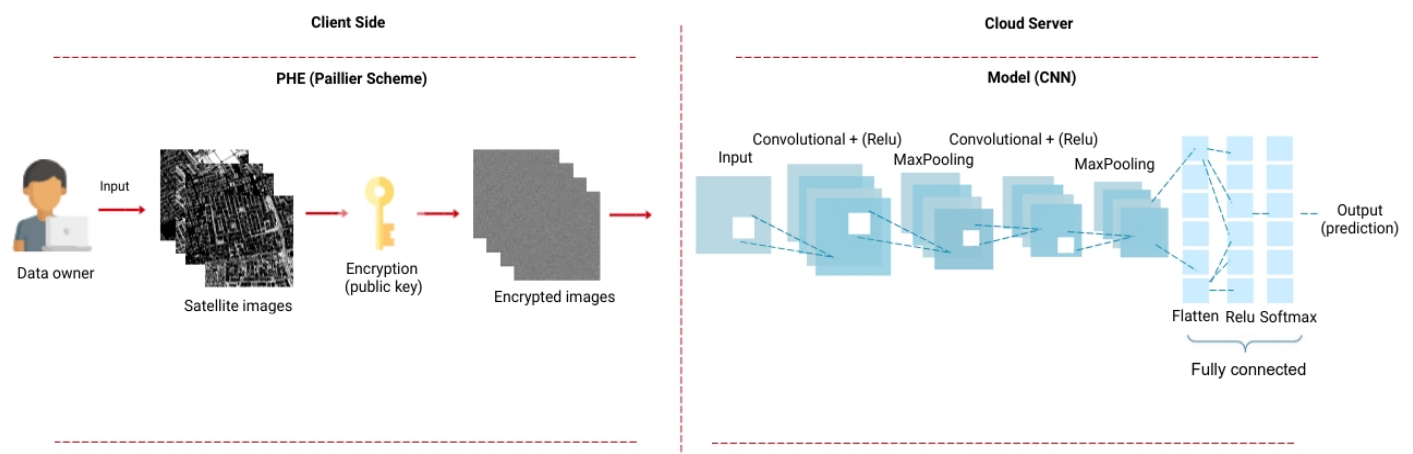 Client Side
PHE (Paillier Scheme)
Input
Data owner
Satellite images
Encryption
(public key)
Encrypted images
Cloud Server
Model (CNN)
Input
Convolutional + (Relu)
MaxPooling
Convolutional + (Relu)
MaxPooling
Flatten
Relu
Softmax
Fully connected
Output
(prediction)